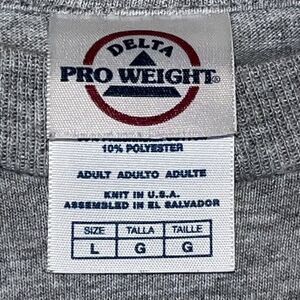 DELTA
PRO WEIGHT®
10% POLYESTER
ADULT ADULTO ADULTE
KNIT IN U.S.A.
ASSEMBLED IN EL SALVADOR
SIZE TALLA TAILLE
L G G